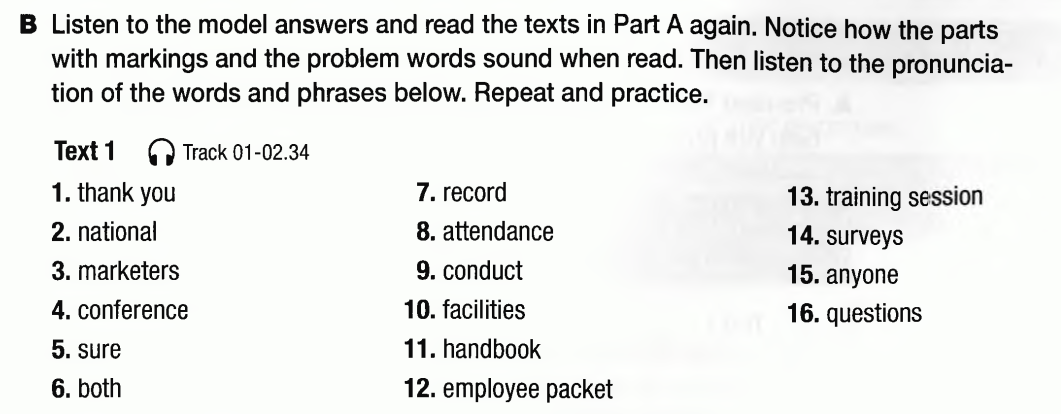 B Listen to the model answers and read the texts in Part A again. Notice how the parts
with markings and the problem words sound when read. Then listen to the pronuncia-
tion of the words and phrases below. Repeat and practice.
Text 1 Track 01-02.34
1. thank you
2. national
3. marketers
4. conference
5. sure
6. both
7. record
8. attendance
9. conduct
10. facilities
11. handbook
12. employee packet
13. training session
14. surveys
15. anyone
16. questions